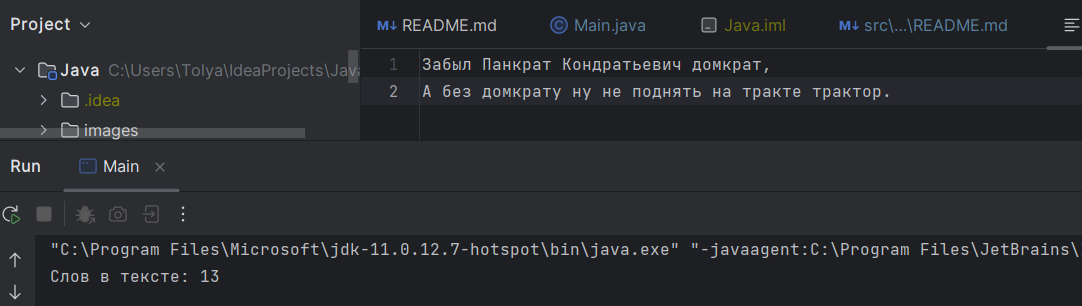 Project
README.md
Main.java
Java.iml
src\...\README.md
Java C:\Users\Tolya\IdeaProjects\Java
.idea
images
1 Забыл Панкрат Кондратьевич домкрат,
2 А без домкрату ну не поднять на тракте трактор.
Run Main
"C:\Program Files\Microsoft\jdk-11.0.12.7-hotspot\bin\java.exe" "-javaagent:C:\Program Files\JetBrains\
Слов в тексте: 13